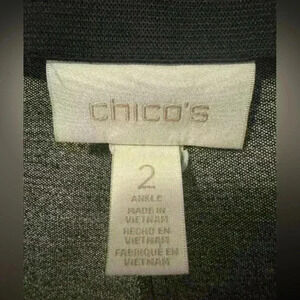 chico's
2
ANKLE
MADE IN
VIETNAM
HECHO EN
VIETNAM
FABRIQUÉ EN
VIETNAM